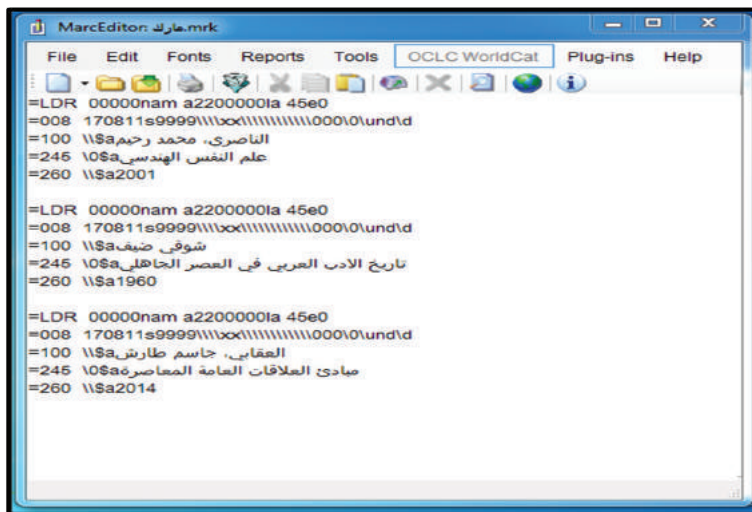 MarcEditor: مارك.mrk
File Edit Fonts Reports Tools OCLC WorldCat Plug-ins Help
=LDR 00000nam a2200000Ia 45e0
=008 170811s9999\\\\xx\\\\\\\\\\\\000\0\und\d
=100 \\$aالناصري، محمد رحيم
=245 \0$aعلم النفس الهندسي
=260 \\$a2001
=LDR 00000nam a2200000Ia 45e0
=008 170811s9999\\\\xx\\\\\\\\\\\\000\0\und\d
=100 \\$aشوقي ضيف
=245 \0$aتاريخ الادب العربي في العصر الجاهلي
=260 \\$a1960
=LDR 00000nam a2200000Ia 45e0
=008 170811s9999\\\\xx\\\\\\\\\\\\000\0\und\d
=100 \\$aالعقابي، جاسم طارش
=245 \0$aمبادئ العلاقات العامة المعاصرة
=260 \\$a2014